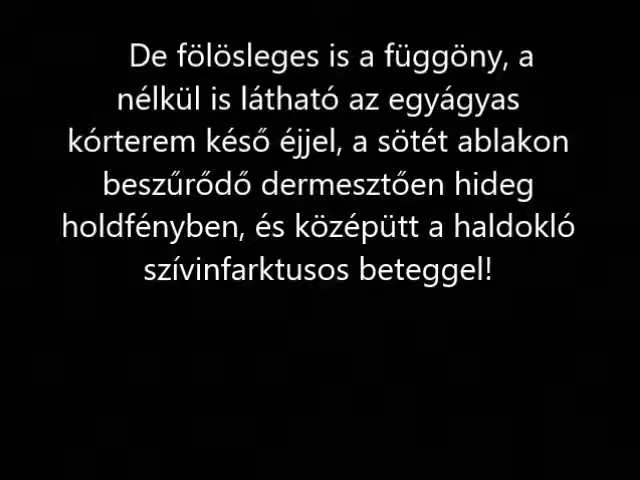 De fölösleges is a függöny, a
nélkül is látható az egyágyas
kórterem késő éjjel, a sötét ablakon
beszűrődő dermesztően hideg
holdfényben, és középütt a haldokló
szívinfarktusos beteggel!